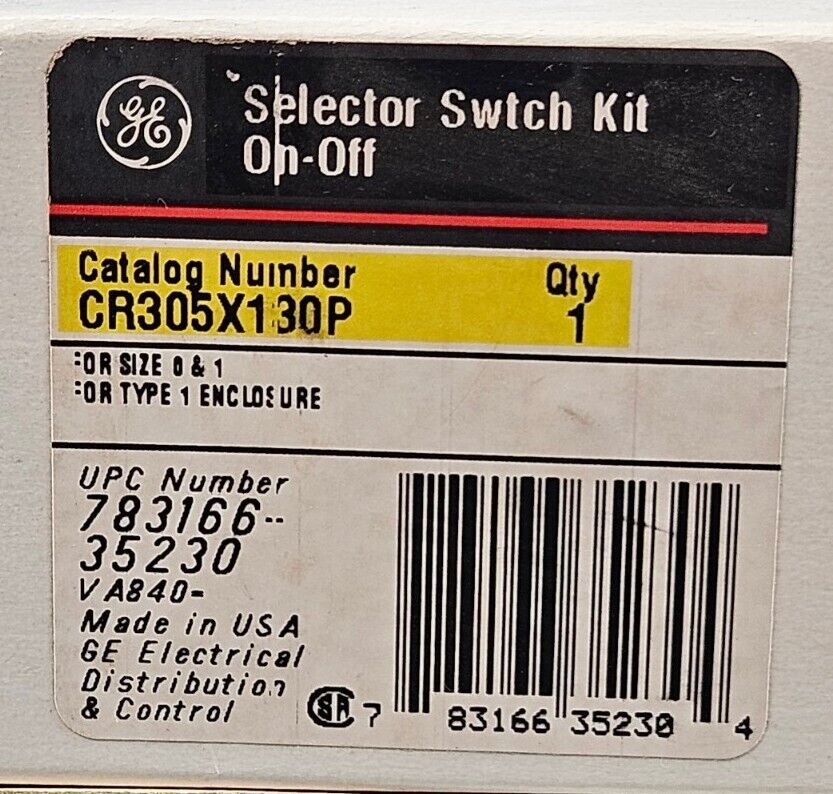 GE
Selector Swtch Kit
On-Off
Catalog Number Qty
CR305X130P 1
FOR SIZE 0 & 1
FOR TYPE 1 ENCLOSURE
UPC Number
783166--
35230
VA840-
Made in USA
GE Electrical
Distribution
& Control
SA
7 83166 35230 4